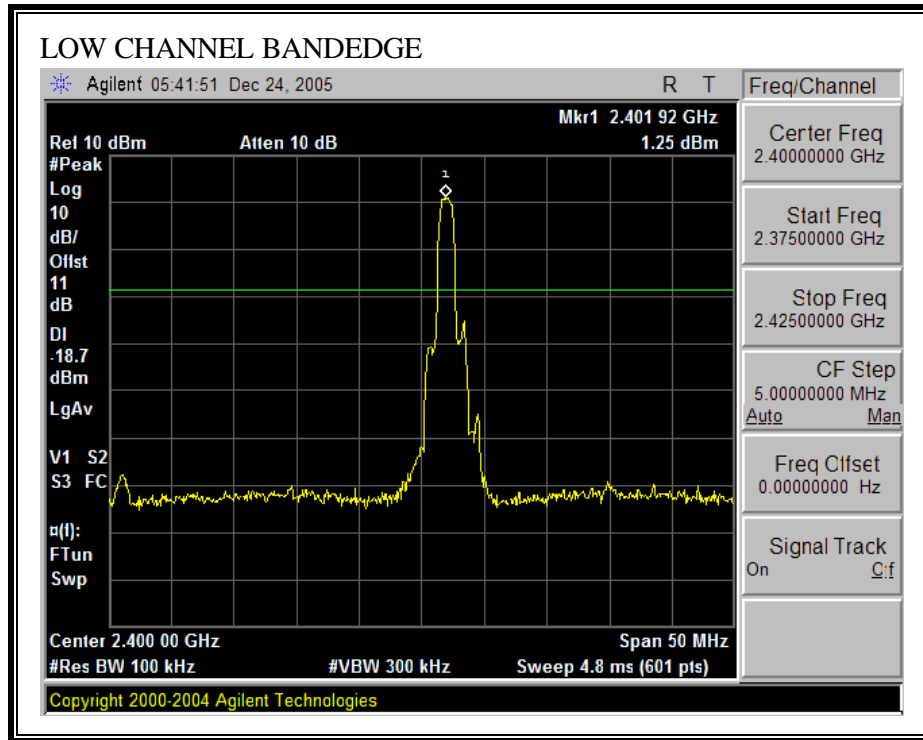 LOW CHANNEL BANDEDGE
Agilent 05:41:51 Dec 24, 2005
R T
Freq/Channel
Mkr1 2.401 92 GHz
Ref 10 dBm
Atten 10 dB
1.25 dBm
#Peak
Log
10
dB/
Offst
11
dB
DI
-18.7
dBm
LgAv
V1 S2
S3 FC
¤(f):
FTun
Swp
1
Center 2.400 00 GHz
Span 50 MHz
#Res BW 100 kHz
#VBW 300 kHz
Sweep 4.8 ms (601 pts)
Copyright 2000-2004 Agilent Technologies
Center Freq
2.40000000 GHz
Start Freq
2.37500000 GHz
Stop Freq
2.42500000 GHz
CF Step
5.00000000 MHz
Auto Man
Freq Offset
0.00000000 Hz
Signal Track
On Off